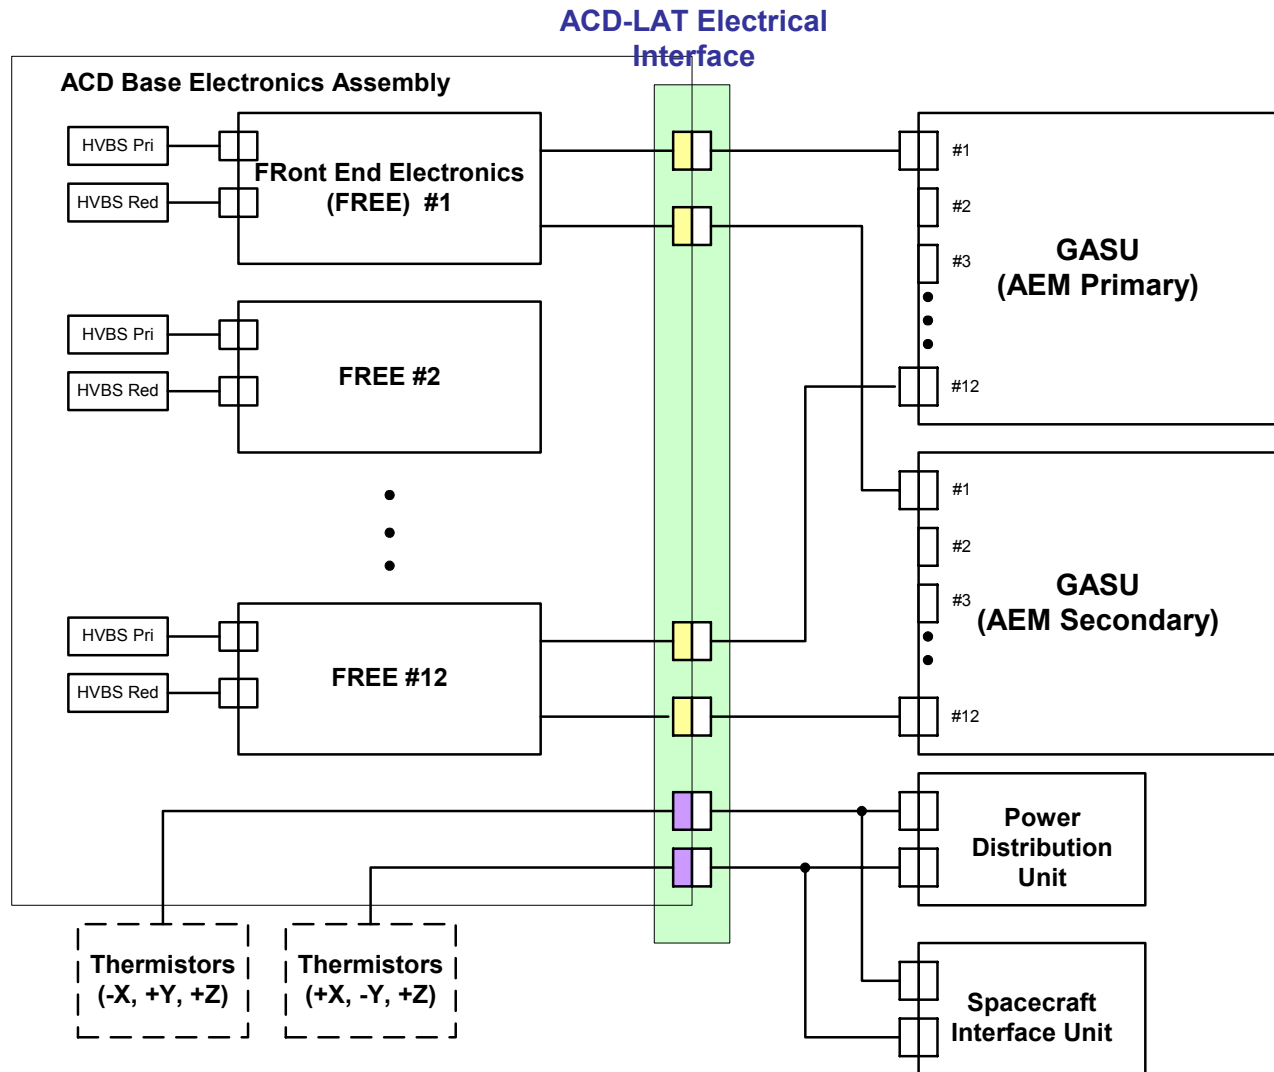 ACD-LAT Electrical
Interface
ACD Base Electronics Assembly
HVBS Pri
HVBS Red
FRont End Electronics
(FREE) #1
#1
#2
#3
GASU
(AEM Primary)
#12
HVBS Pri
HVBS Red
FREE #2
#1
#2
#3
GASU
(AEM Secondary)
#12
HVBS Pri
HVBS Red
FREE #12
Power
Distribution
Unit
Thermistors
(-X, +Y, +Z)
Thermistors
(+X, -Y, +Z)
Spacecraft
Interface Unit